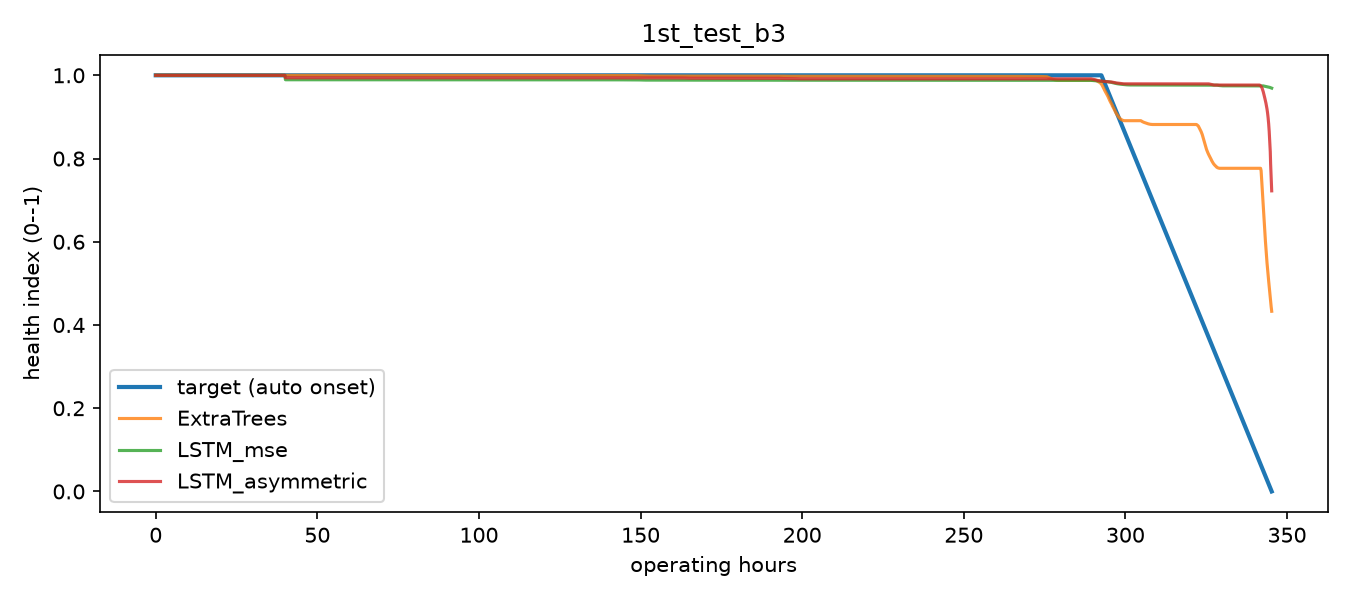 1st_test_b3
health index (0--1)
1.0
0.8
0.6
0.4
0.2
0.0
target (auto onset)
ExtraTrees
LSTM_mse
LSTM_asymmetric
0 50 100 150 200 250 300 350
operating hours